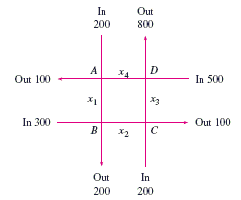 In Out
200 800
A x4 D
Out 100 In 500
x1 x3
In 300 Out 100
B x2 C
Out In
200 200